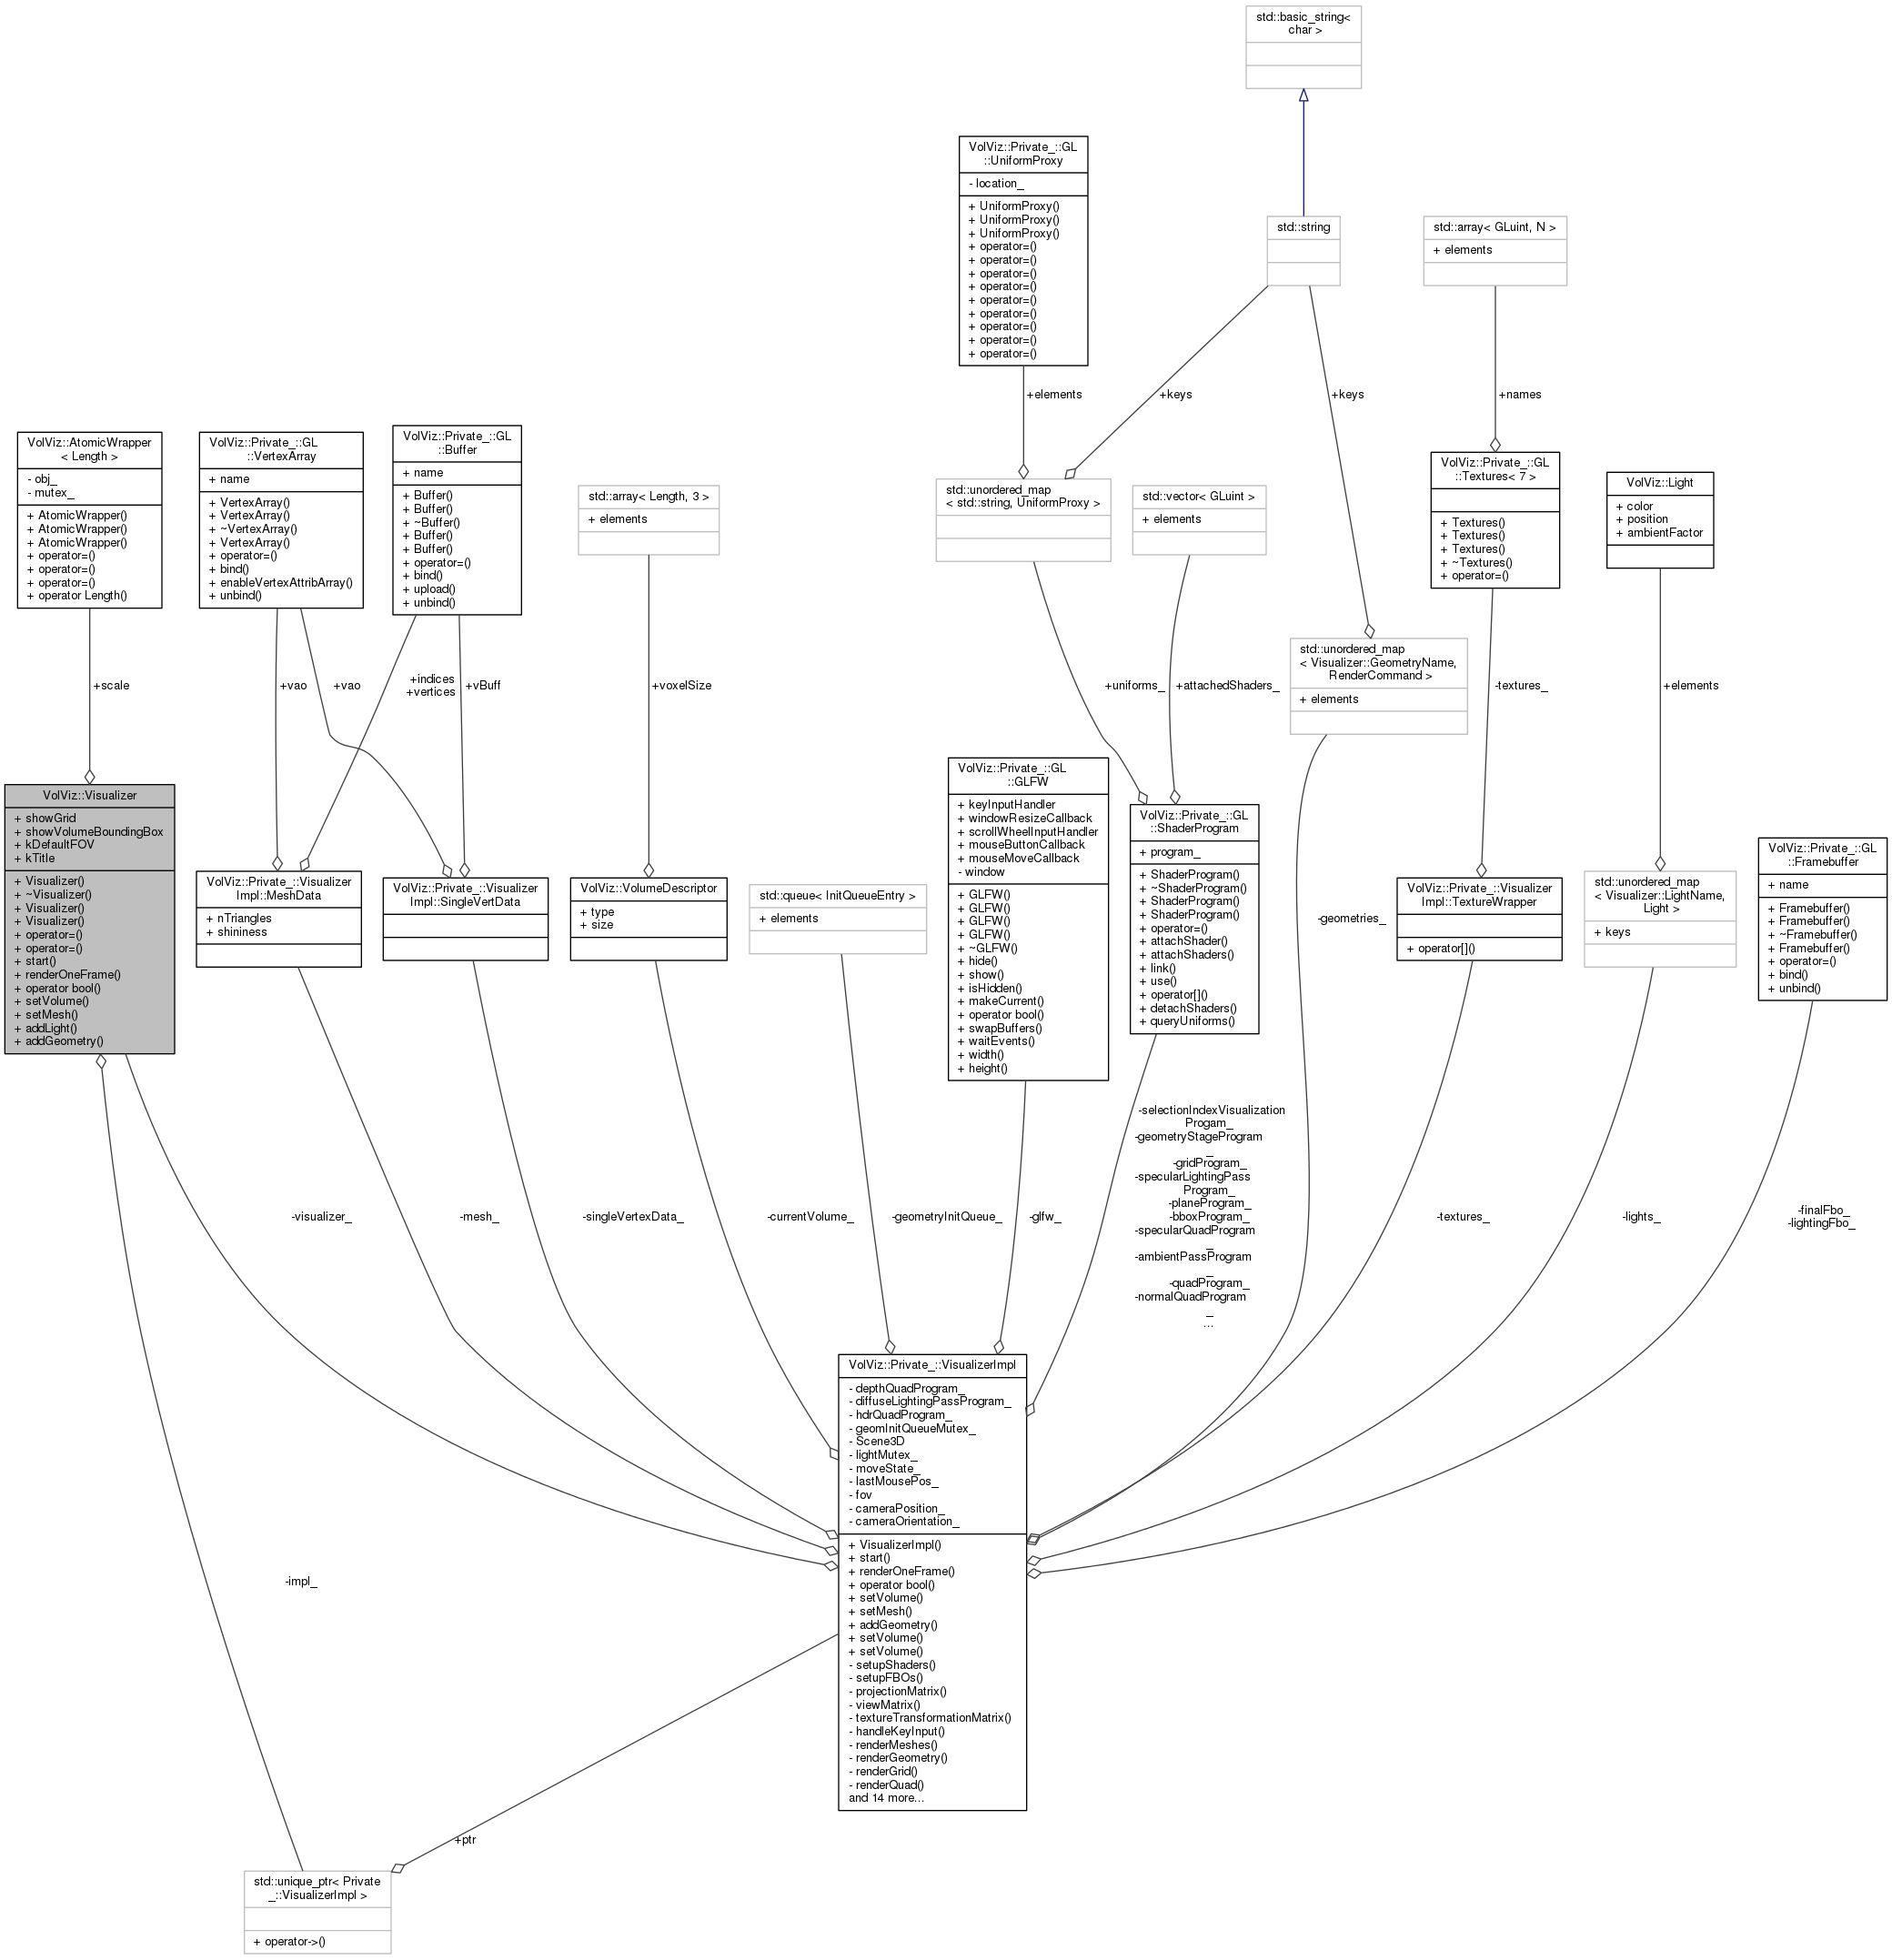 std::basic_string<
char >
VolViz::Private_::GL
::UniformProxy
- location_
+ UniformProxy()
+ UniformProxy()
+ UniformProxy()
+ operator=()
+ operator=()
+ operator=()
+ operator=()
+ operator=()
+ operator=()
+ operator=()
+ operator=()
+ operator=()
std::string
std::array< GLuint, N >
+ elements
+elements
+keys
+keys
+names
VolViz::AtomicWrapper
< Length >
- obj_
- mutex_
+ AtomicWrapper()
+ AtomicWrapper()
+ AtomicWrapper()
+ operator=()
+ operator=()
+ operator=()
+ operator Length()
VolViz::Private_::GL
::VertexArray
+ name
+ VertexArray()
+ VertexArray()
+ ~VertexArray()
+ VertexArray()
+ operator=()
+ bind()
+ enableVertexAttribArray()
+ unbind()
VolViz::Private_::GL
::Buffer
+ name
+ Buffer()
+ Buffer()
+ ~Buffer()
+ Buffer()
+ Buffer()
+ operator=()
+ bind()
+ upload()
+ unbind()
std::array< Length, 3 >
+ elements
std::unordered_map
< std::string, UniformProxy >
std::vector< GLuint >
+ elements
VolViz::Private_::GL
::Textures< 7 >
+ Textures()
+ Textures()
+ Textures()
+ ~Textures()
+ operator=()
VolViz::Light
+ color
+ position
+ ambientFactor
std::unordered_map
< Visualizer::GeometryName,
RenderCommand >
+ elements
+scale
+vao
+vao
+indices
+vertices
+vBuff
+voxelSize
+uniforms_
+attachedShaders_
-textures_
+elements
VolViz::Visualizer
+ showGrid
+ showVolumeBoundingBox
+ kDefaultFOV
+ kTitle
+ Visualizer()
+ ~Visualizer()
+ Visualizer()
+ Visualizer()
+ operator=()
+ operator=()
+ start()
+ renderOneFrame()
+ operator bool()
+ setVolume()
+ setMesh()
+ addLight()
+ addGeometry()
VolViz::Private_::Visualizer
Impl::MeshData
+ nTriangles
+ shininess
VolViz::Private_::Visualizer
Impl::SingleVertData
VolViz::VolumeDescriptor
+ type
+ size
std::queue< InitQueueEntry >
+ elements
VolViz::Private_::GL
::GLFW
+ keyInputHandler
+ windowResizeCallback
+ scrollWheelInputHandler
+ mouseButtonCallback
+ mouseMoveCallback
- window
+ GLFW()
+ GLFW()
+ GLFW()
+ GLFW()
+ ~GLFW()
+ hide()
+ show()
+ isHidden()
+ makeCurrent()
+ operator bool()
+ swapBuffers()
+ waitEvents()
+ width()
+ height()
VolViz::Private_::GL
::ShaderProgram
+ program_
+ ShaderProgram()
+ ~ShaderProgram()
+ ShaderProgram()
+ ShaderProgram()
+ operator=()
+ attachShader()
+ attachShaders()
+ link()
+ use()
+ operator[]()
+ detachShaders()
+ queryUniforms()
-geometries_
VolViz::Private_::Visualizer
Impl::TextureWrapper
+ operator[]()
std::unordered_map
< Visualizer::LightName,
Light >
+ keys
VolViz::Private_::GL
::Framebuffer
+ name
+ Framebuffer()
+ Framebuffer()
+ ~Framebuffer()
+ Framebuffer()
+ operator=()
+ bind()
+ unbind()
-visualizer_
-mesh_
-singleVertexData_
-currentVolume_
-geometryInitQueue_
-glfw_
-selectionIndexVisualization
Progam_
-geometryStageProgram
_
-gridProgram_
-specularLightingPass
Program_
-planeProgram_
-bboxProgram_
-specularQuadProgram
_
-ambientPassProgram
_
-quadProgram_
-normalQuadProgram
_
...
-textures_
-lights_
-finalFbo_
-lightingFbo_
VolViz::Private_::VisualizerImpl
- depthQuadProgram_
- diffuseLightingPassProgram_
- hdrQuadProgram_
- geomInitQueueMutex_
- Scene3D
- lightMutex_
- moveState_
- lastMousePos_
- fov
- cameraPosition_
- cameraOrientation_
+ VisualizerImpl()
+ start()
+ renderOneFrame()
+ operator bool()
+ setVolume()
+ setMesh()
+ addGeometry()
+ setVolume()
+ setVolume()
- setupShaders()
- setupFBOs()
- projectionMatrix()
- viewMatrix()
- textureTransformationMatrix()
- handleKeyInput()
- renderMeshes()
- renderGeometry()
- renderGrid()
- renderQuad()
and 14 more...
-impl_
+ptr
std::unique_ptr< Private
_::VisualizerImpl >
+ operator->()